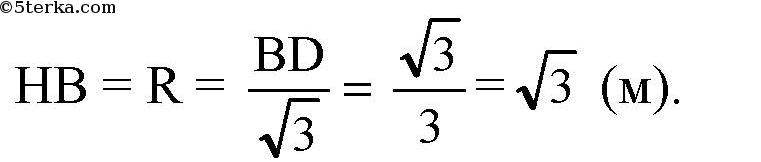 ©5terka.com
HB = R = BD/√3 = √3/3 = √3 (м).